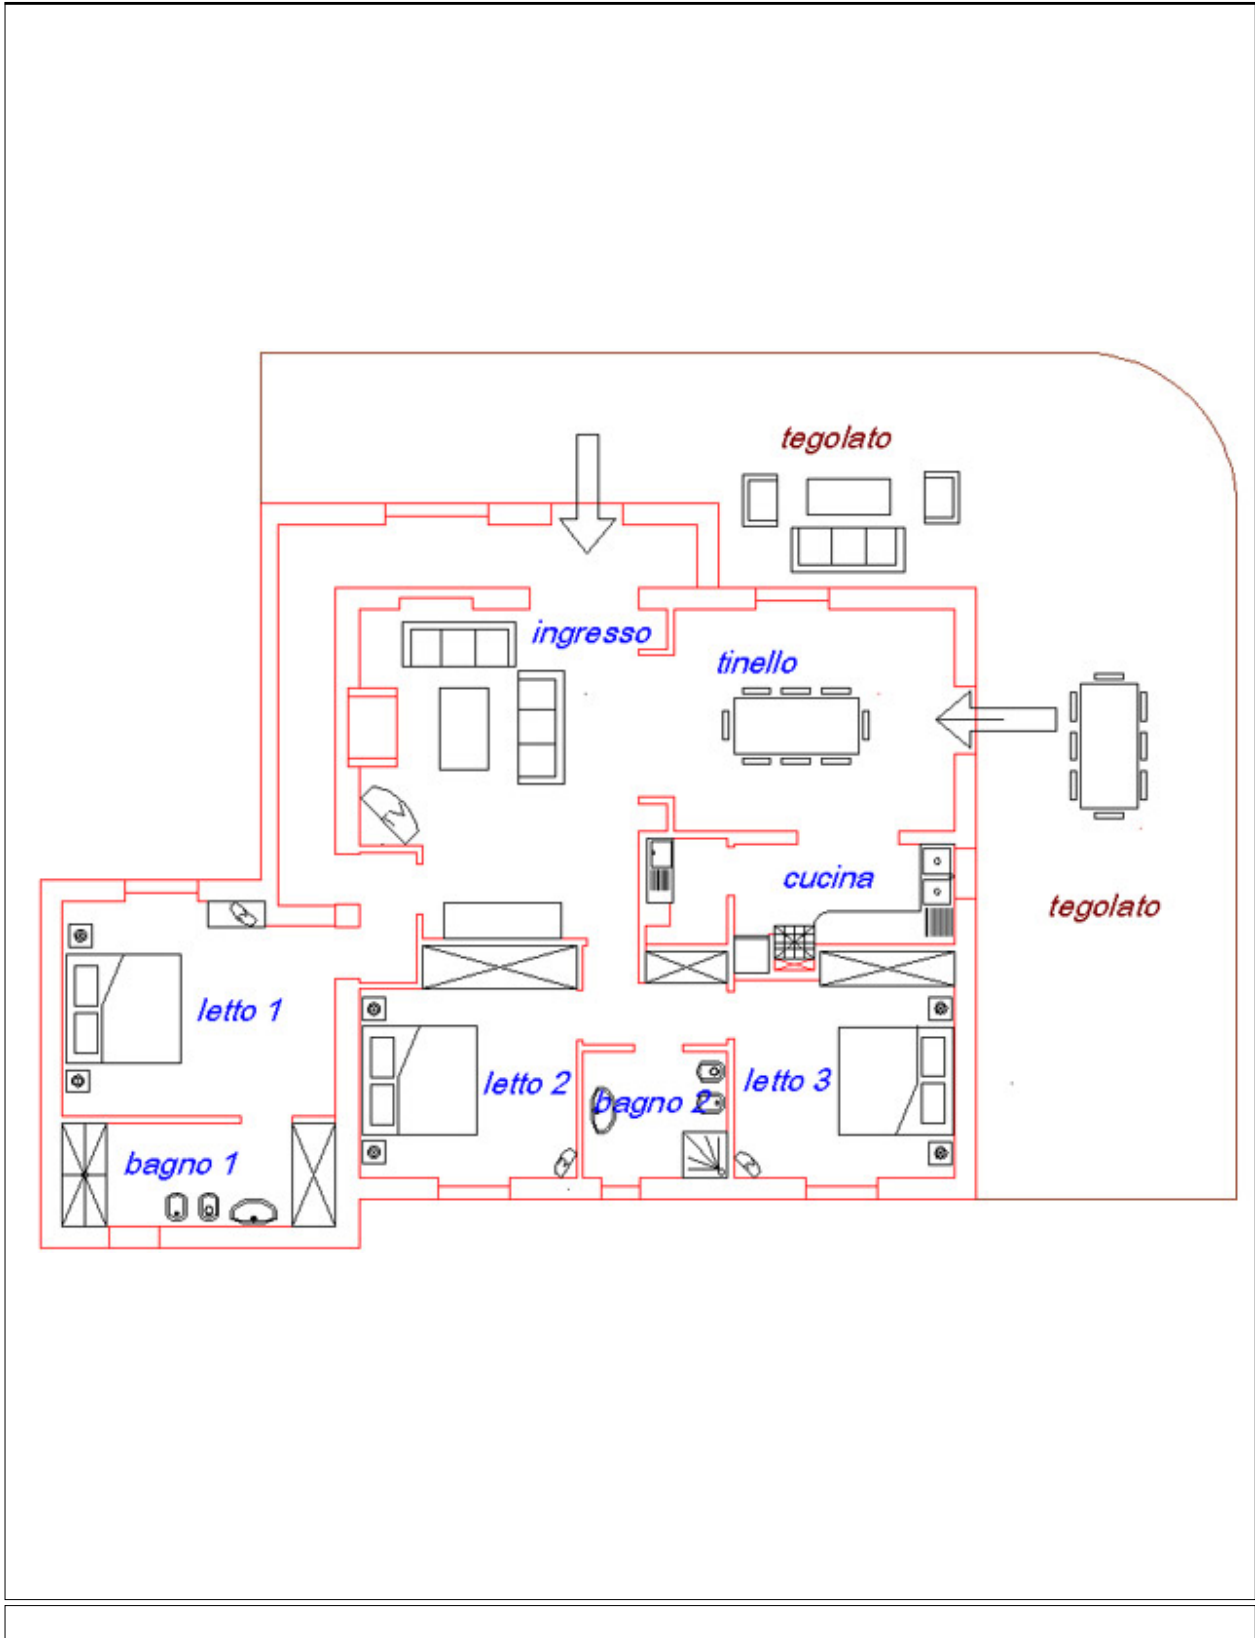 tegolato
ingresso
tinello
cucina
tegolato
letto 1
letto 2
letto 3
bagno 2
bagno 1